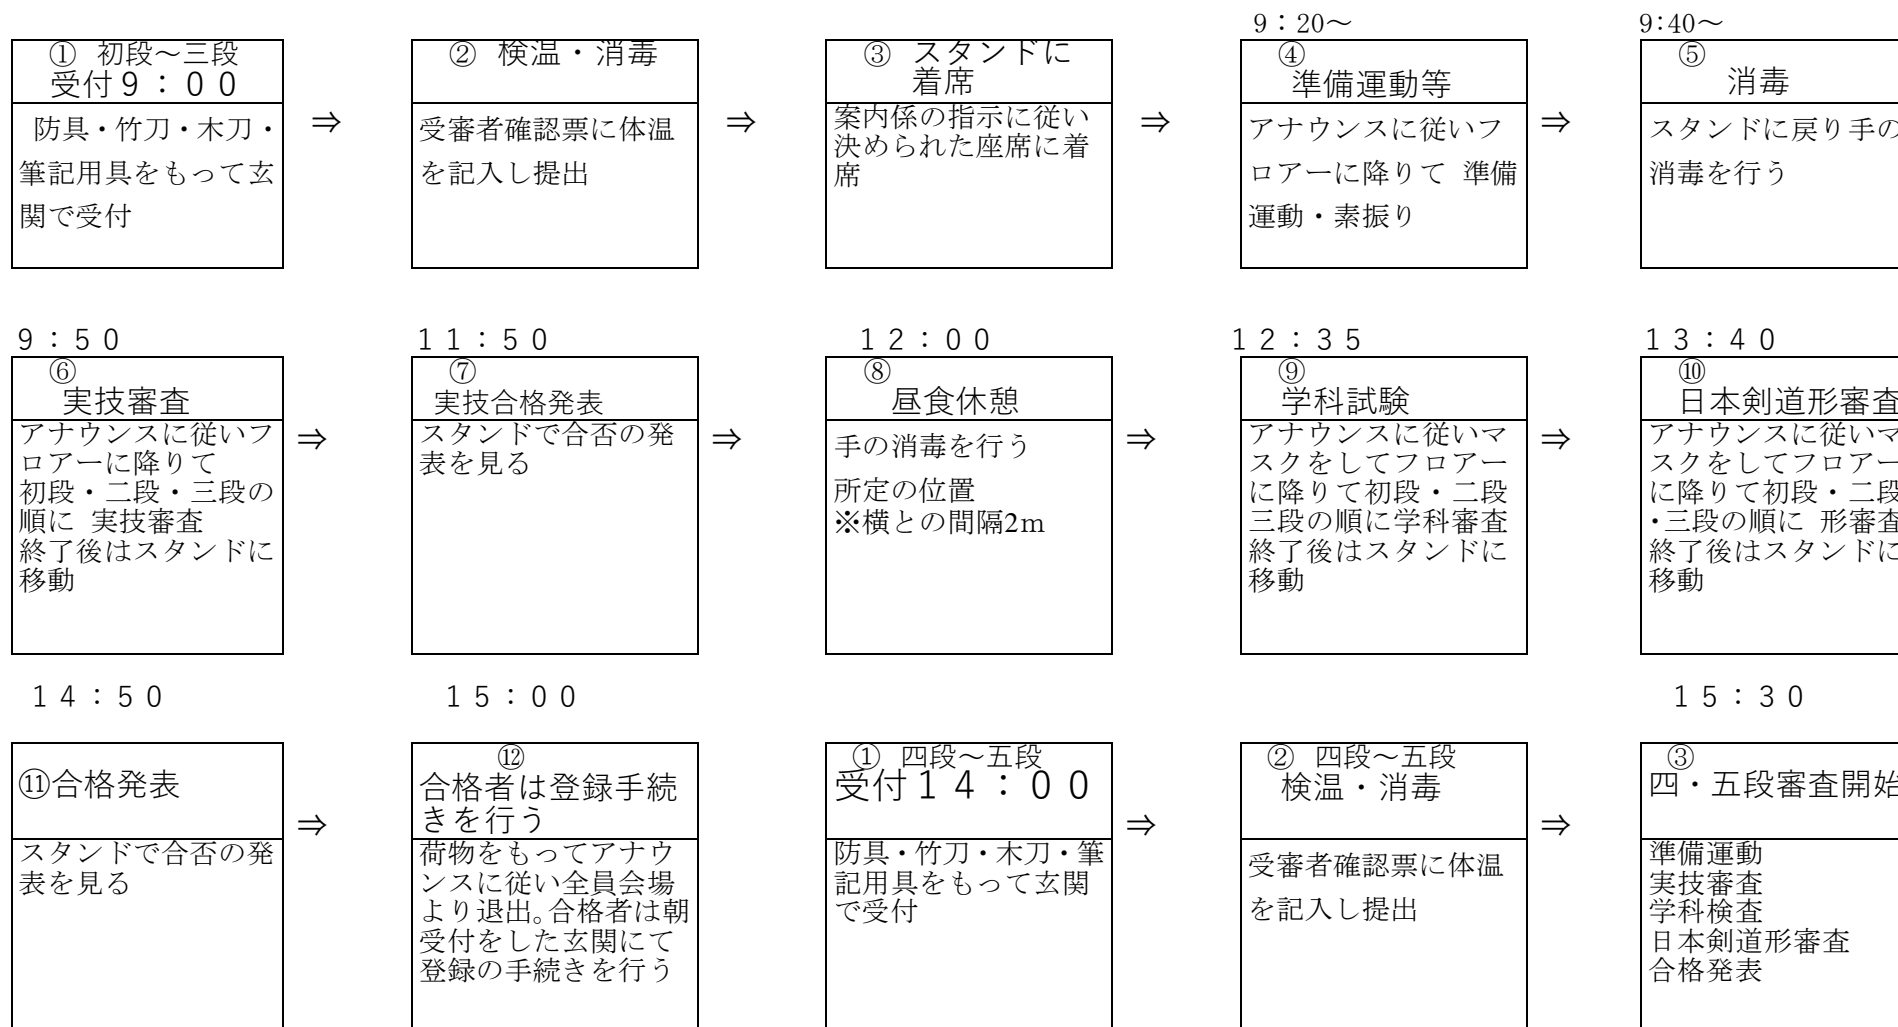 ① 初段～三段
受付９：００
防具・竹刀・木刀・
筆記用具をもって玄
関で受付
⇒
② 検温・消毒
受審者確認票に体温
を記入し提出
⇒
③ スタンドに
着席
案内係の指示に従い
決められた座席に着
席
⇒
9：20～
④
準備運動等
アナウンスに従いフ
ロアーに降りて 準備
運動・素振り
⇒
9:40～
⑤
消毒
スタンドに戻り手の
消毒を行う
９：５０
⑥
実技審査
アナウンスに従いフ
ロアーに降りて
初段・二段・三段の
順に 実技審査
終了後はスタンドに
移動
⇒
１１：５０
⑦
実技合格発表
スタンドで合否の発
表を見る
⇒
１２：００
⑧
昼食休憩
手の消毒を行う
所定の位置
※横との間隔2m
⇒
１２：３５
⑨
学科試験
アナウンスに従いマ
スクをしてフロアー
に降りて初段・二段
三段の順に学科審査
終了後はスタンドに
移動
⇒
１３：４０
⑩
日本剣道形審査
アナウンスに従いマ
スクをしてフロアー
に降りて初段・二段
・三段の順に 形審査
終了後はスタンドに
移動
１４：５０
⑪合格発表
スタンドで合否の発
表を見る
⇒
１５：００
⑫
合格者は登録手続
きを行う
荷物をもってアナウ
ンスに従い全員会場
より退出。合格者は朝
受付をした玄関にて
登録の手続きを行う
① 四段～五段
受付１４：００
防具・竹刀・木刀・筆
記用具をもって玄関
で受付
⇒
② 四段～五段
検温・消毒
受審者確認票に体温
を記入し提出
⇒
１５：３０
③
四・五段審査開始
準備運動
実技審査
学科検査
日本剣道形審査
合格発表